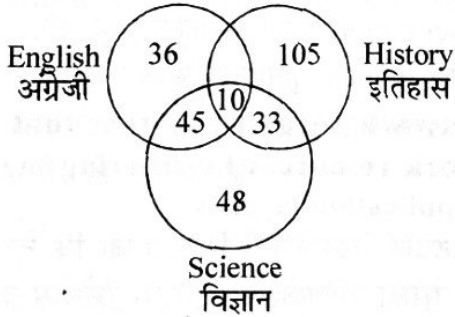 36
105
English
अंग्रेजी
History
इतिहास
10
45
33
48
Science
विज्ञान